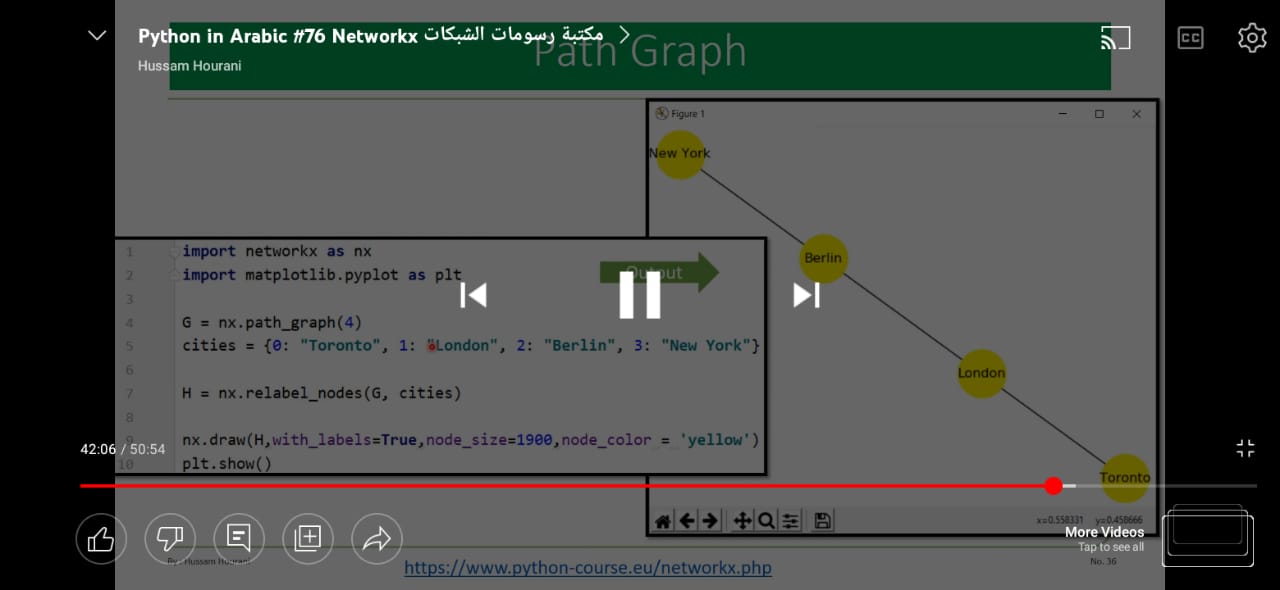 Python in Arabic #76 Networkx مكتبة رسومات الشبكات
Hussam Hourani
CC
Path Graph
Figure 1
New York
Berlin
London
Toronto
Output
1 import networkx as nx
2 import matplotlib.pyplot as plt
3
4 G = nx.path_graph(4)
5 cities = {0: "Toronto", 1: "London", 2: "Berlin", 3: "New York"}
6
7 H = nx.relabel_nodes(G, cities)
8
9 nx.draw(H,with_labels=True,node_size=1900,node_color = 'yellow')
10 plt.show()
42:06 / 50:54
x=0.558331 y=0.458666
More Videos
Tap to see all
By : Hussam Hourani
https://www.python-course.eu/networkx.php
No. 36